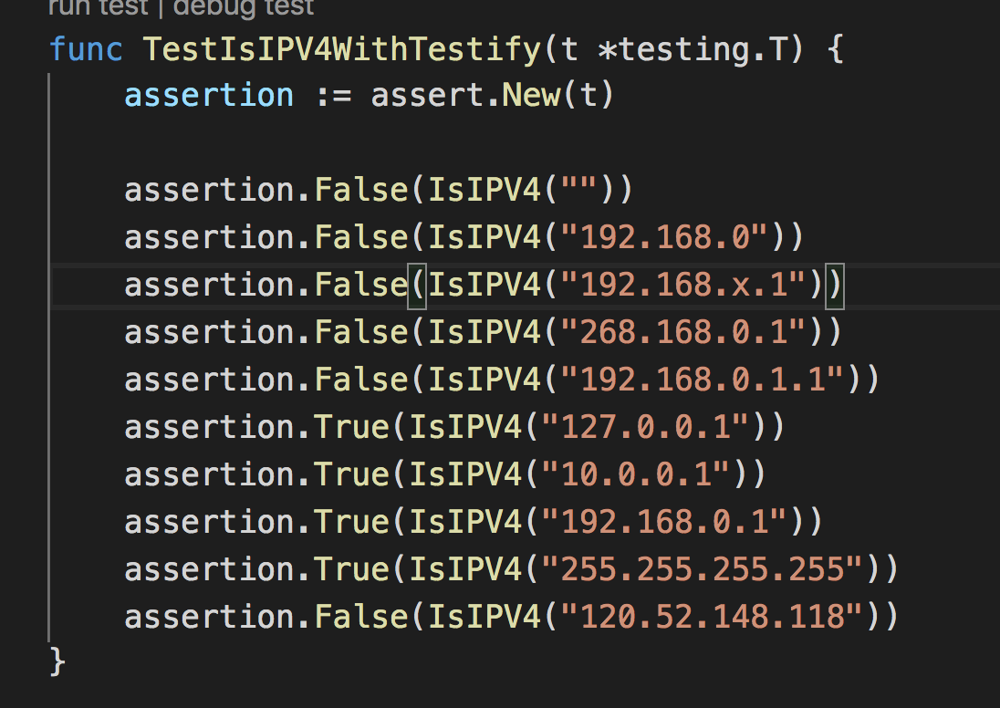 run test | debug test
func TestIsIPV4WithTestify(t *testing.T) {
assertion := assert.New(t)
assertion.False(IsIPV4(""))
assertion.False(IsIPV4("192.168.0"))
assertion.False(IsIPV4("192.168.x.1"))
assertion.False(IsIPV4("268.168.0.1"))
assertion.False(IsIPV4("192.168.0.1.1"))
assertion.True(IsIPV4("127.0.0.1"))
assertion.True(IsIPV4("10.0.0.1"))
assertion.True(IsIPV4("192.168.0.1"))
assertion.True(IsIPV4("255.255.255.255"))
assertion.False(IsIPV4("120.52.148.118"))
}